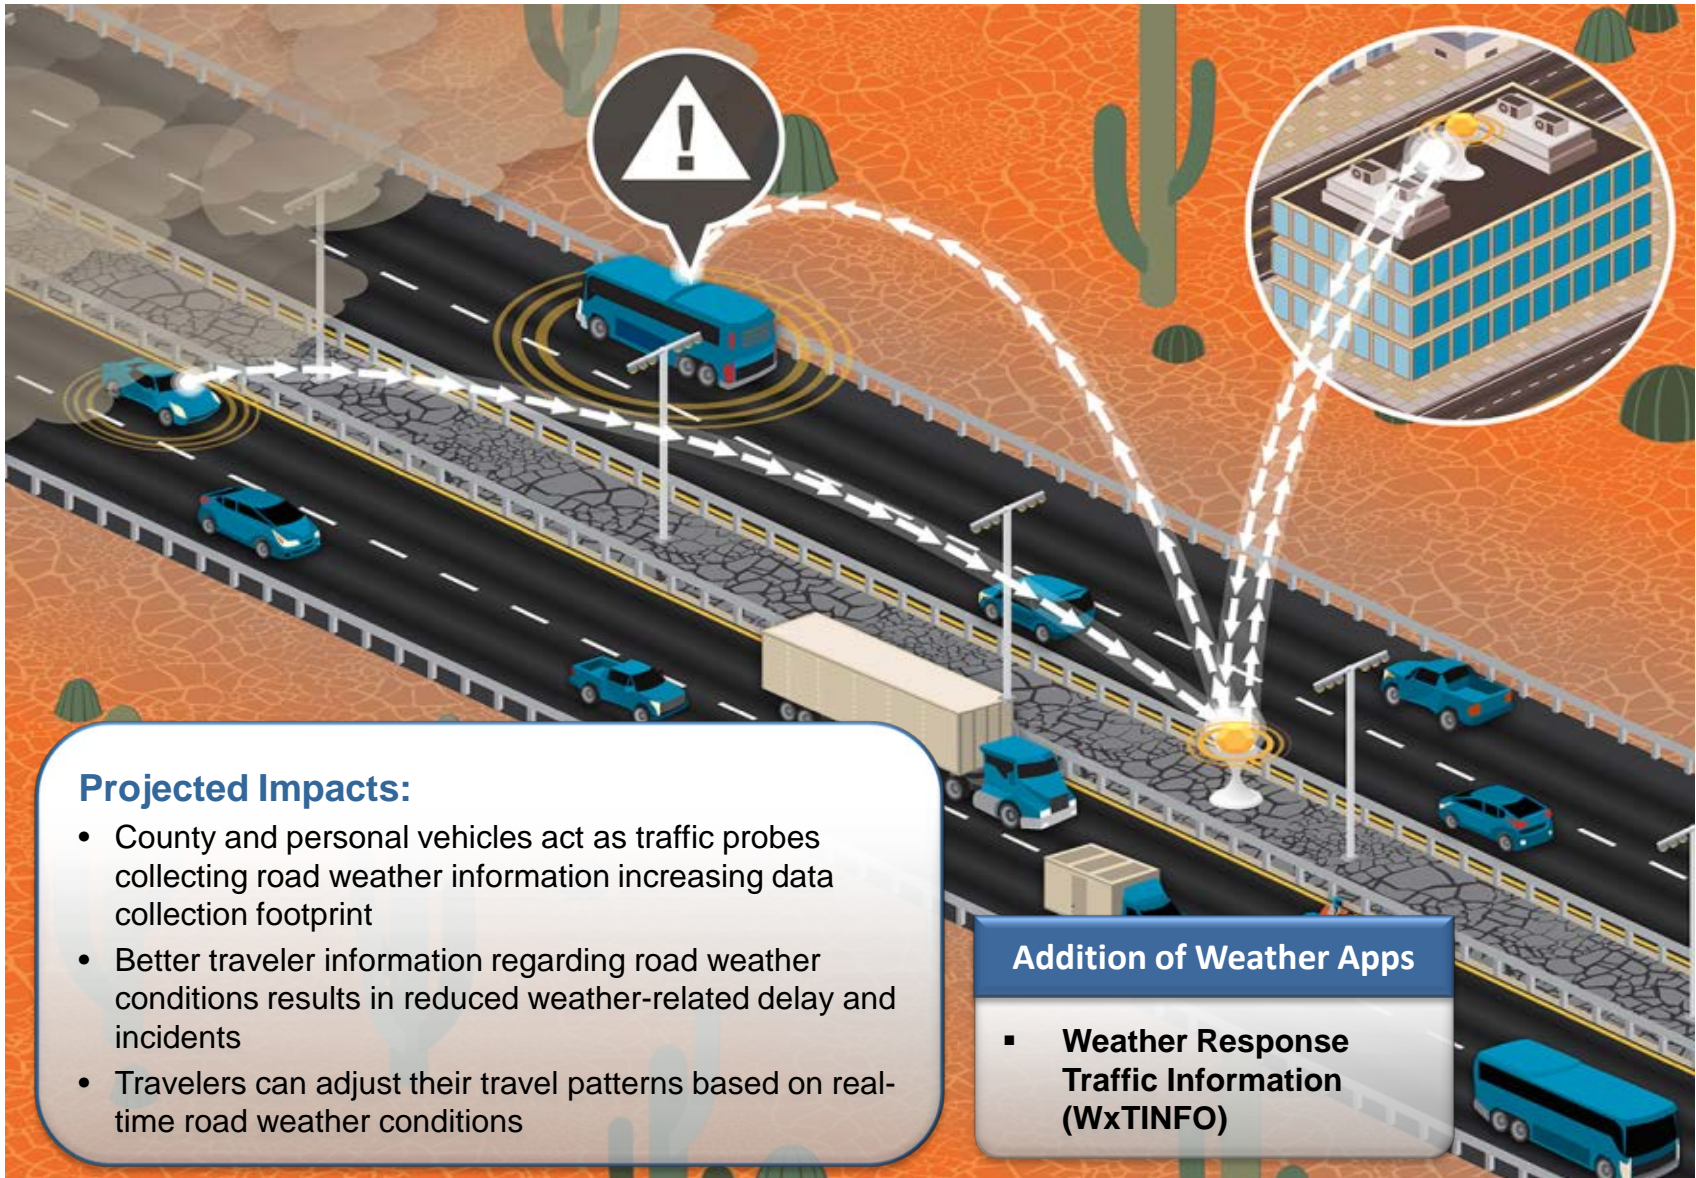 !
Projected Impacts:
• County and personal vehicles act as traffic probes
collecting road weather information increasing data
collection footprint
• Better traveler information regarding road weather
conditions results in reduced weather-related delay and
incidents
• Travelers can adjust their travel patterns based on real-
time road weather conditions
Addition of Weather Apps
▪ Weather Response
Traffic Information
(WxTINFO)